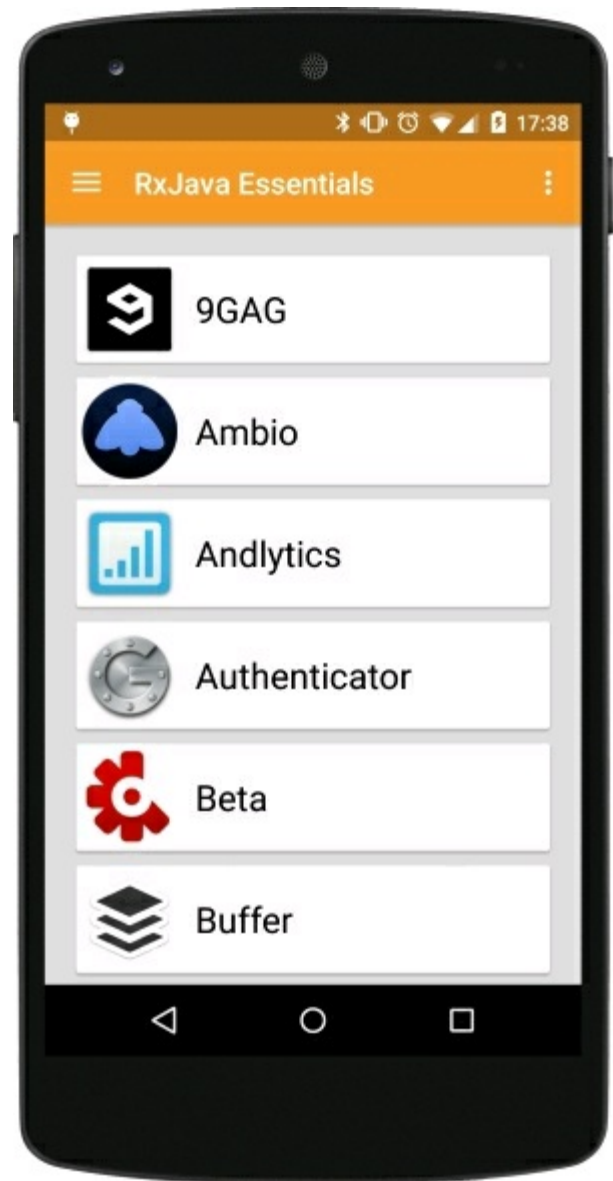 17:38
RxJava Essentials
9GAG
Ambio
Andlytics
Authenticator
Beta
Buffer